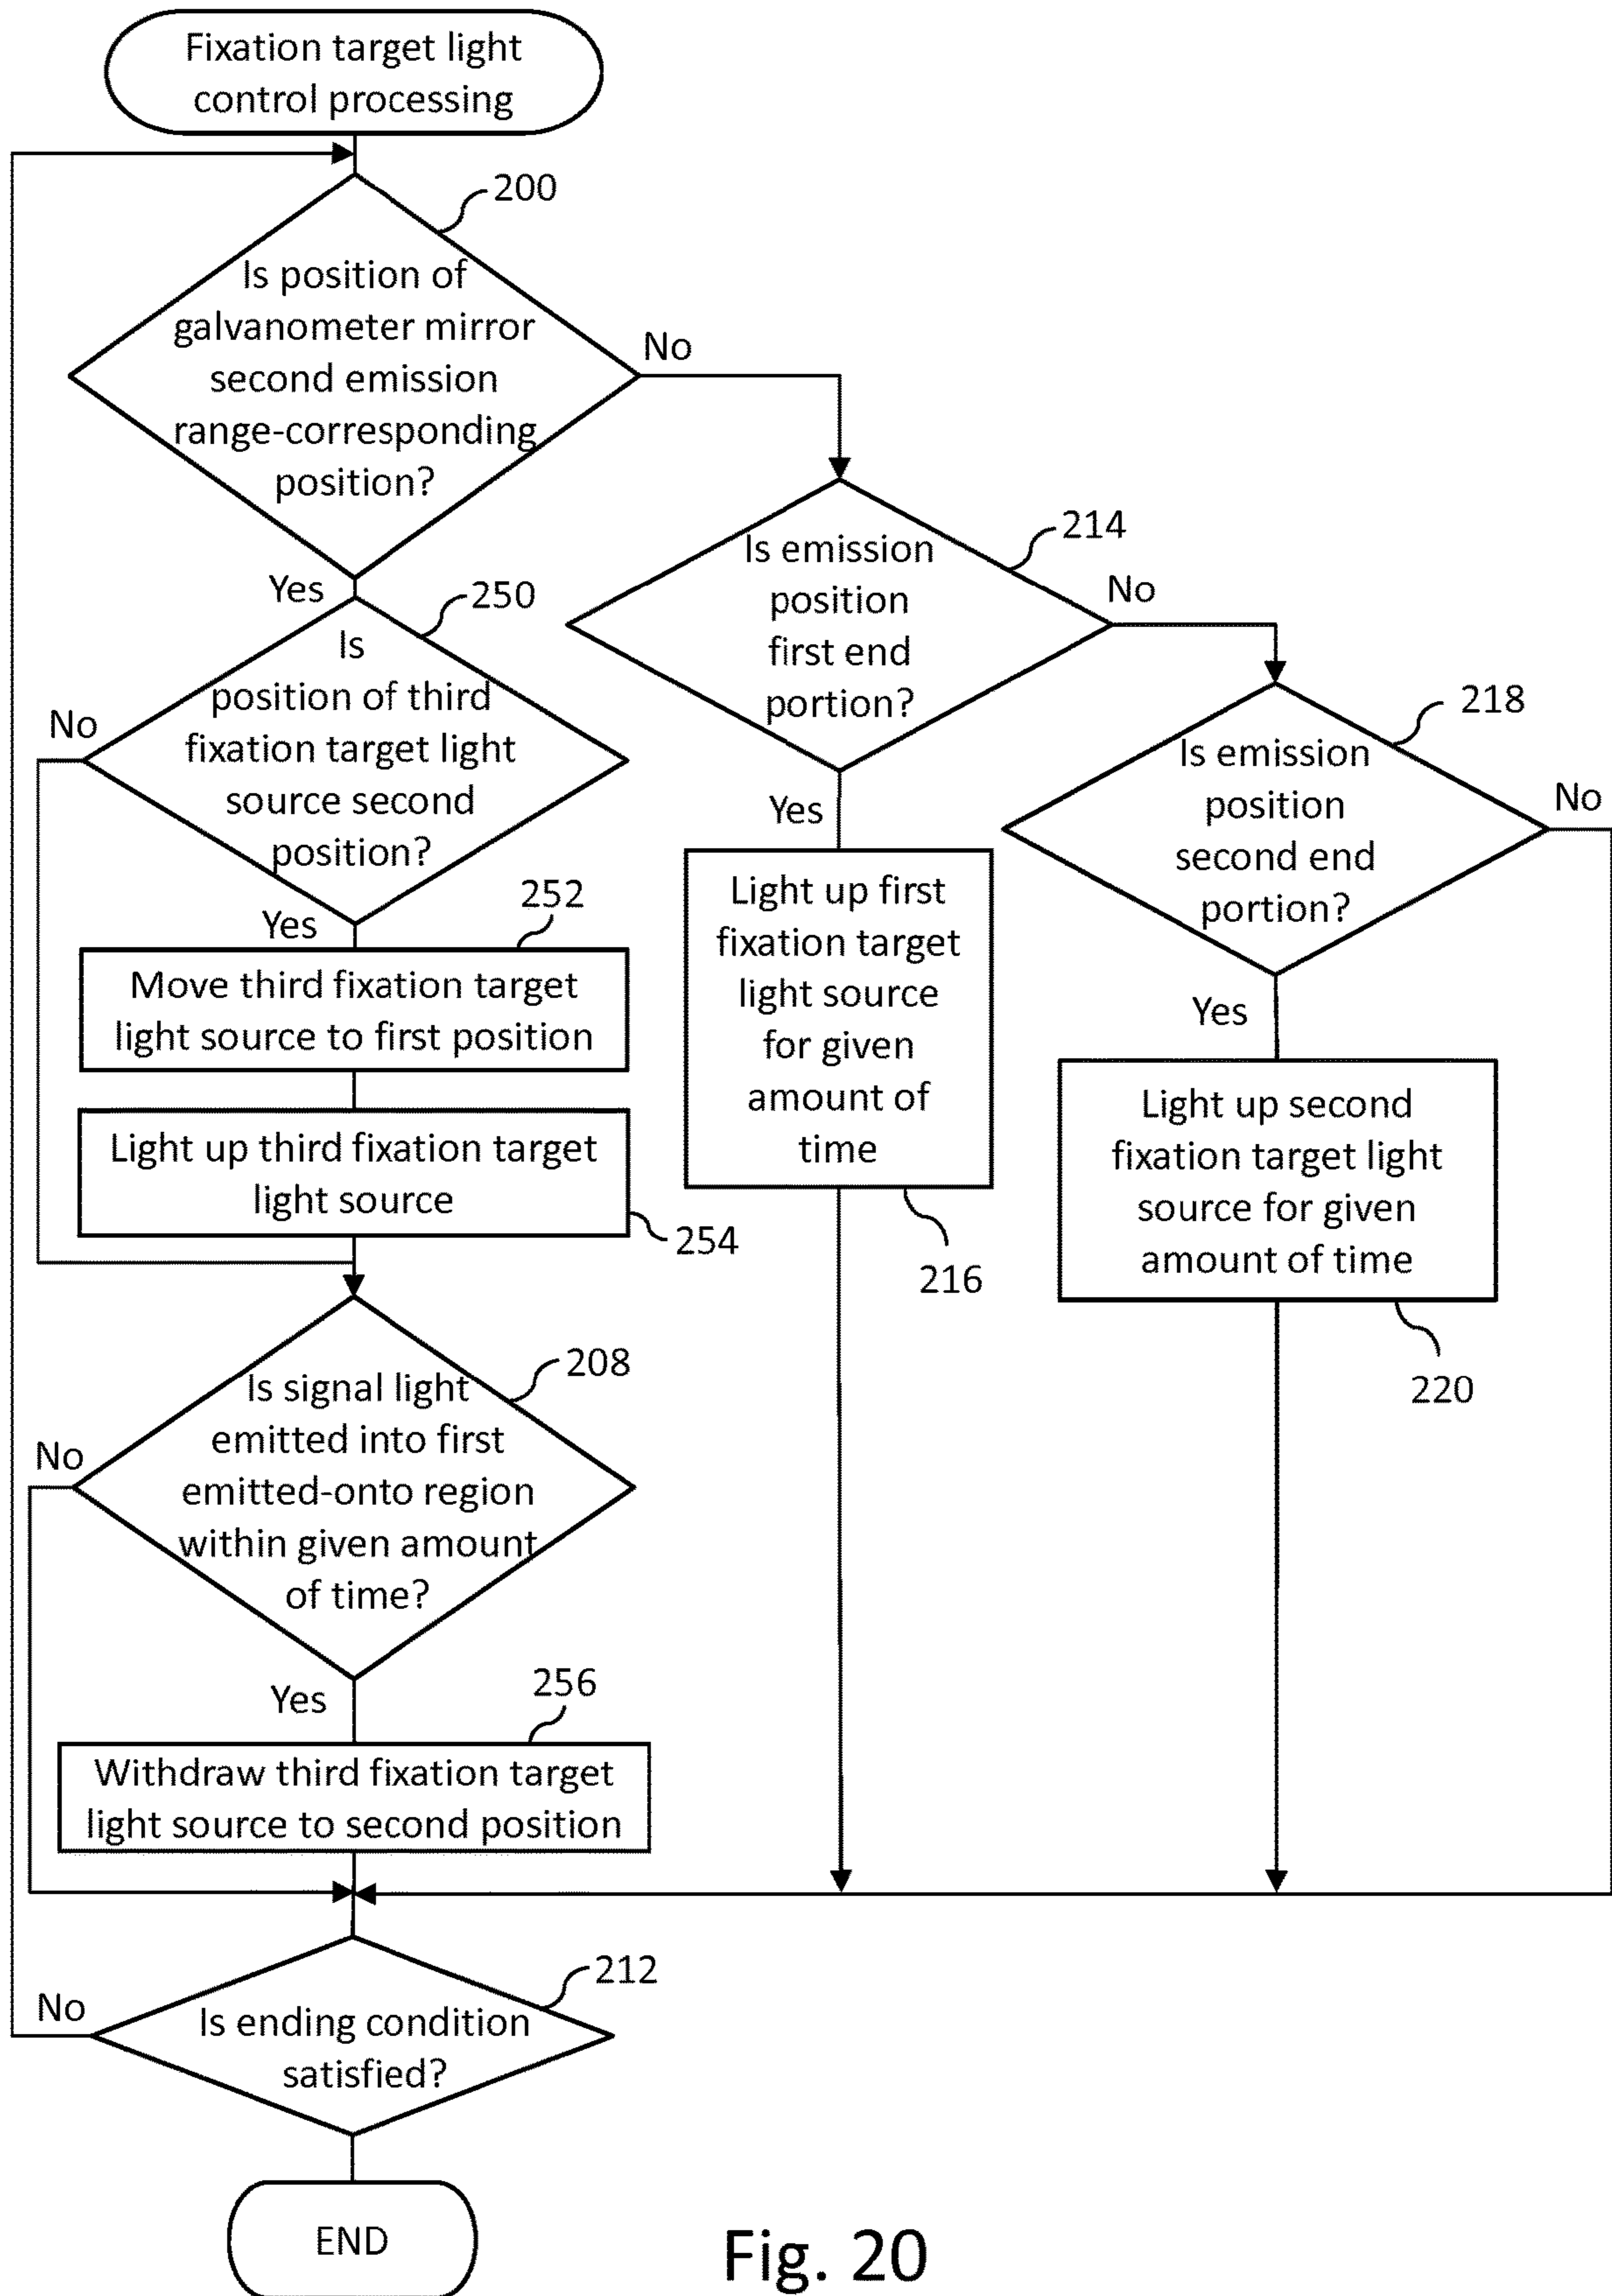 Fixation target light
control processing
200
Is position of
galvanometer mirror
second emission
range-corresponding
position?
No
Yes
250
Is
position of third
fixation target light
source second
position?
No
Yes
252
Move third fixation target
light source to first position
Light up third fixation target
light source
254
208
Is signal light
emitted into first
emitted-onto region
within given amount
of time?
No
Yes
256
Withdraw third fixation target
light source to second position
212
Is ending condition
satisfied?
No
END
214
Is emission
position
first end
portion?
No
Yes
Light up first
fixation target
light source
for given
amount of
time
216
218
Is emission
position
second end
portion?
No
Yes
Light up second
fixation target light
source for given
amount of time
220
Fig. 20